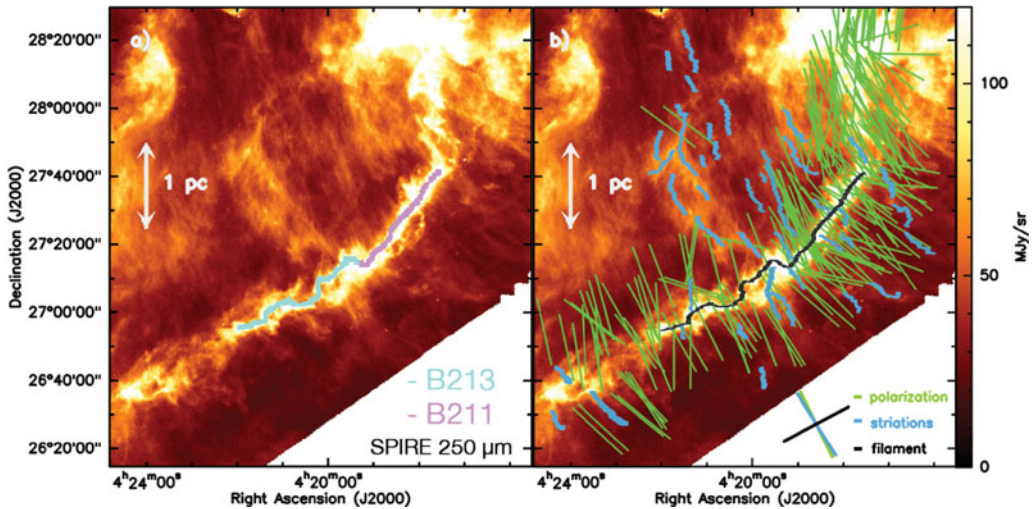 a)
28°20'00"
28°00'00"
27°40'00"
27°20'00"
27°00'00"
26°40'00"
26°20'00"
Declination (J2000)
1 pc
- B213
- B211
SPIRE 250 μm
4ʰ24ᵐ00ˢ
4ʰ20ᵐ00ˢ
Right Ascension (J2000)
b)
1 pc
polarization
striations
filament
4ʰ24ᵐ00ˢ
4ʰ20ᵐ00ˢ
Right Ascension (J2000)
100
50
0
MJy/sr